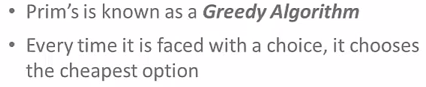 • Prim's is known as a Greedy Algorithm
• Every time it is faced with a choice, it chooses
the cheapest option